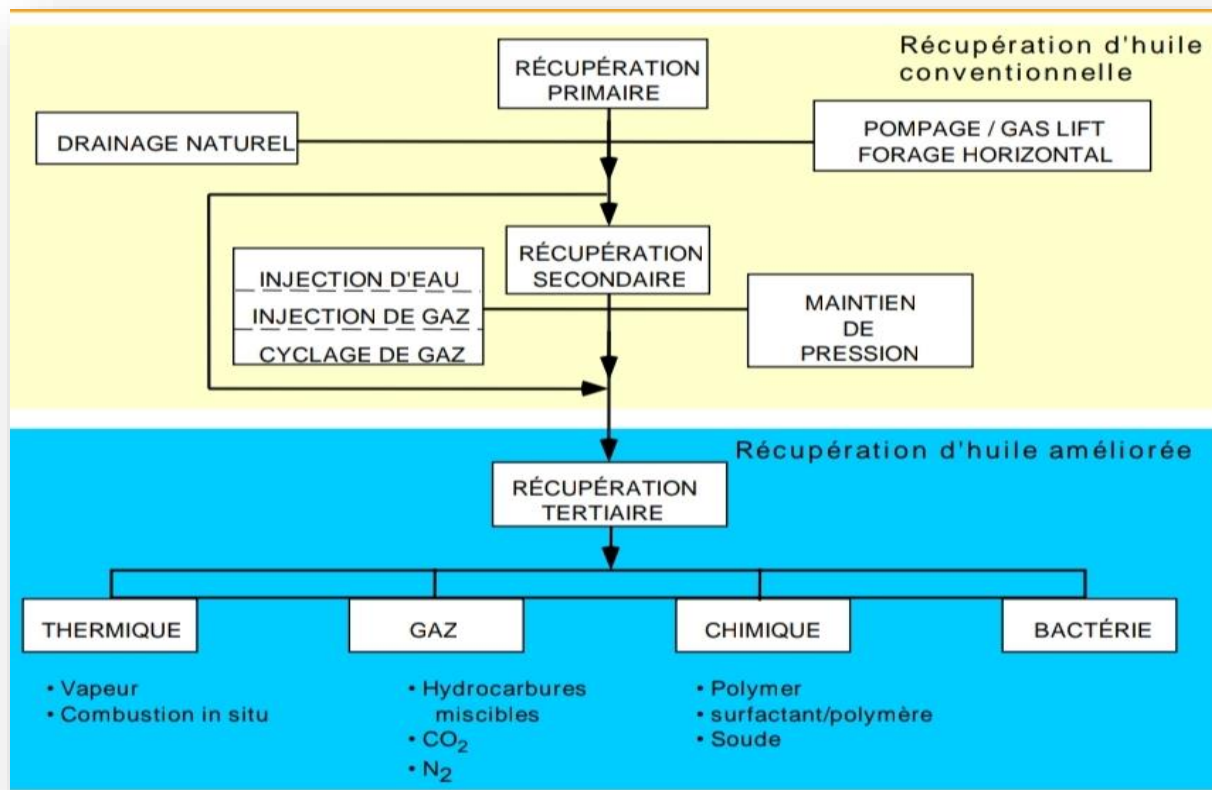 Récupération d'huile
conventionnelle
RÉCUPÉRATION
PRIMAIRE
DRAINAGE NATUREL
POMPAGE / GAS LIFT
FORAGE HORIZONTAL
RÉCUPÉRATION
SECONDAIRE
INJECTION D'EAU
INJECTION DE GAZ
CYCLAGE DE GAZ
MAINTIEN
DE
PRESSION
Récupération d'huile améliorée
RÉCUPÉRATION
TERTIAIRE
THERMIQUE
GAZ
CHIMIQUE
BACTÉRIE
• Vapeur
• Combustion in situ
• Hydrocarbures
miscibles
• CO₂
• N₂
• Polymer
• surfactant/polymère
• Soude